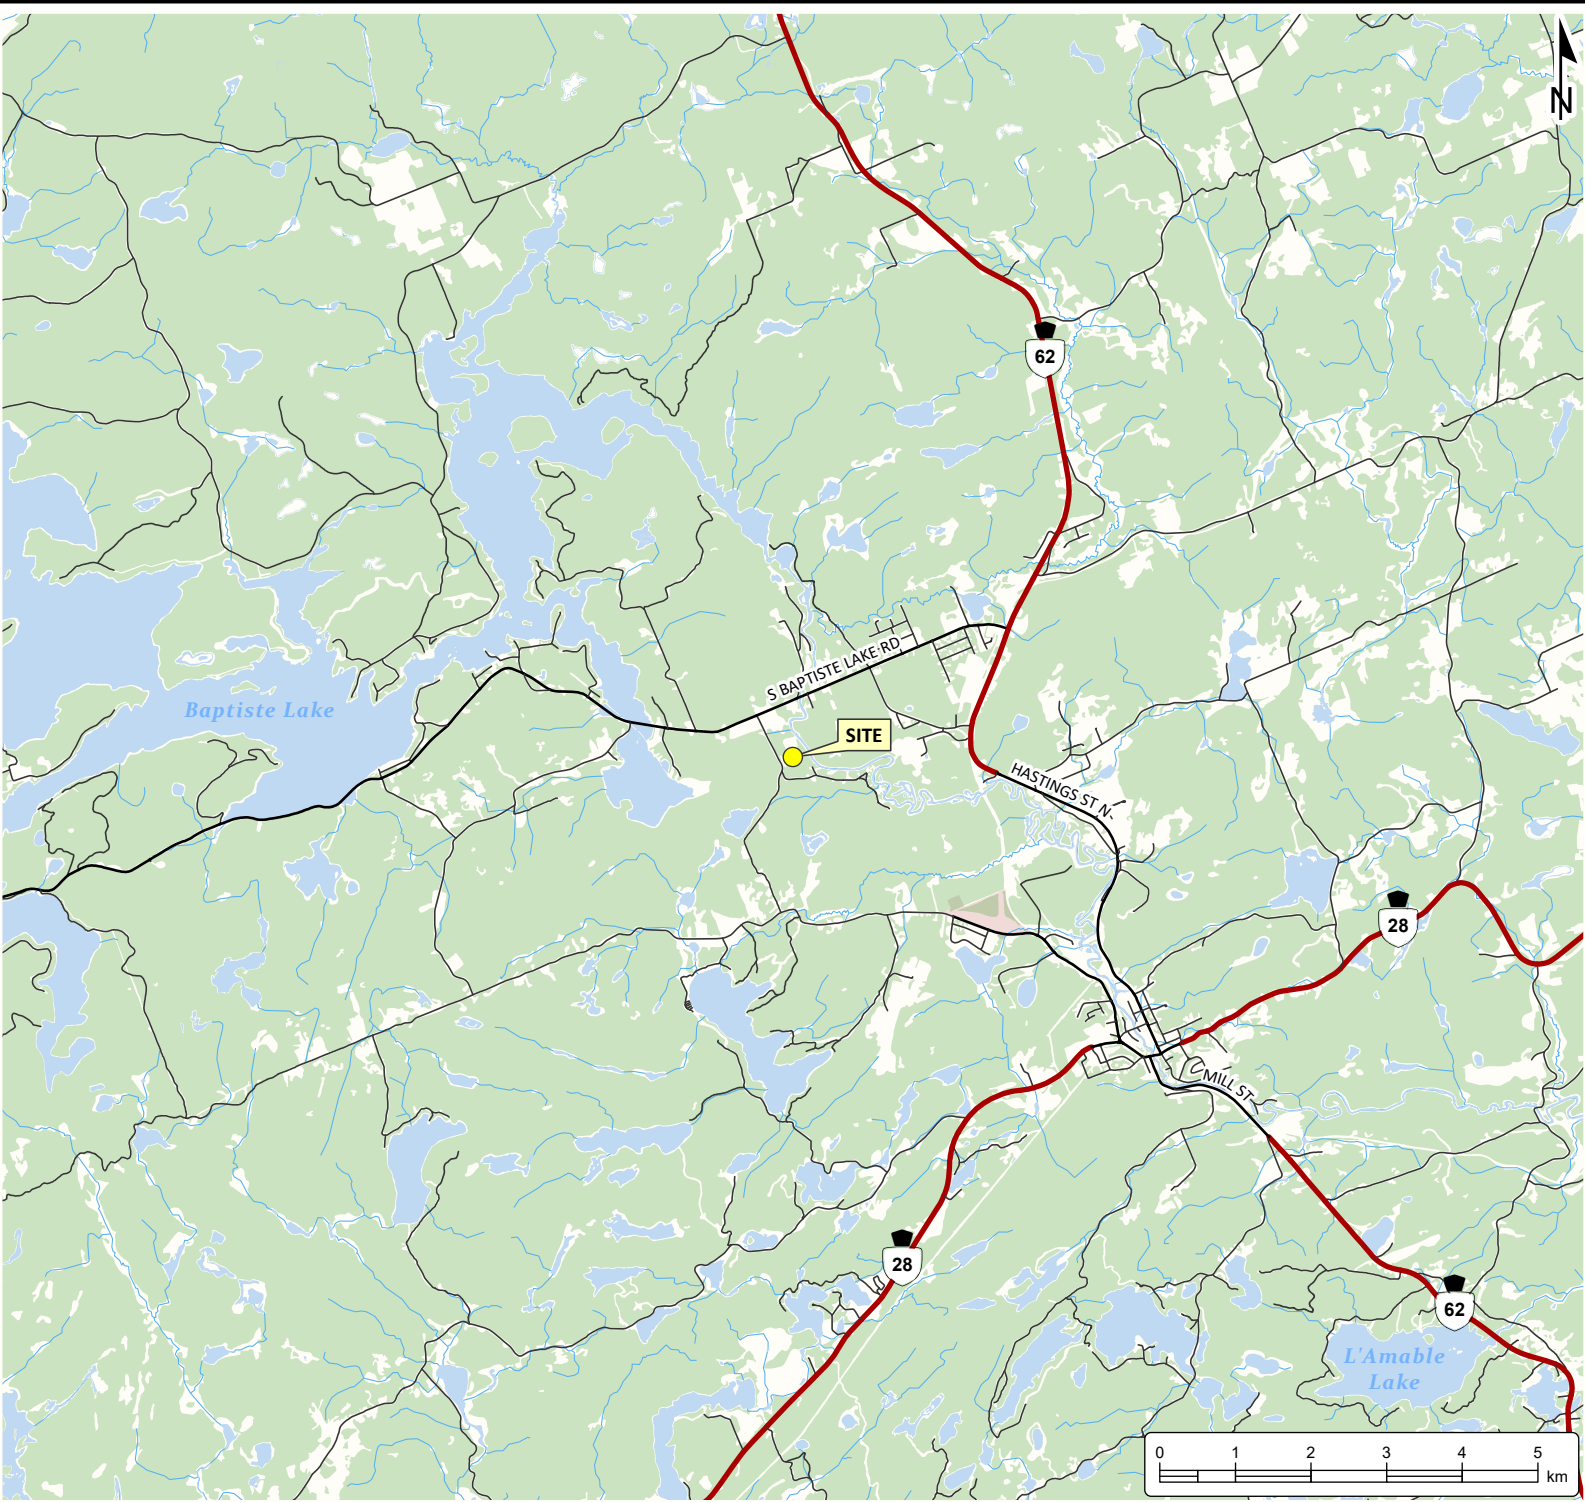 N
62
S BAPTISTE LAKE RD
Baptiste Lake
SITE
HASTINGS ST N
28
MILL ST
28
62
L'Amable
Lake
0 1 2 3 4 5
km